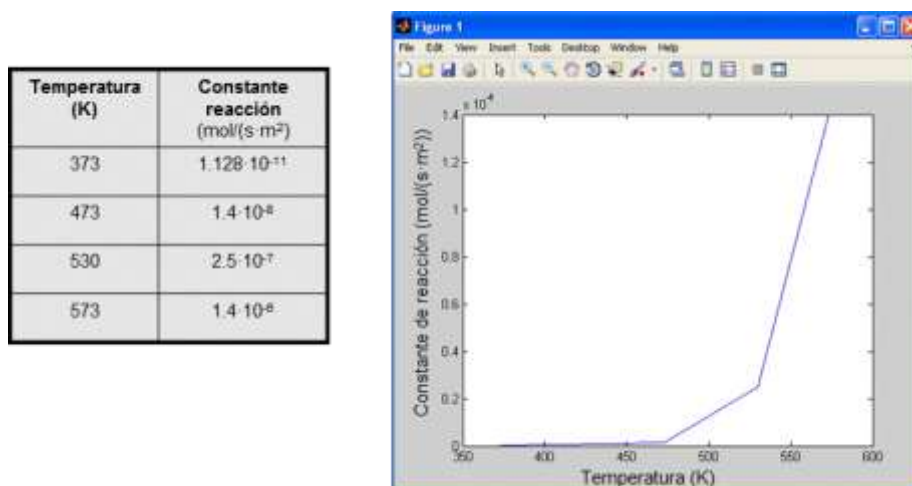 Temperatura
(K)
Constante
reacción
(mol/(s·m²)
373
1.128·10⁻¹¹
473
1.4·10⁻⁸
530
2.5·10⁻⁷
573
1.4·10⁻⁶
Figure 1
File Edit View Insert Tools Desktop Window Help
x 10⁻⁶
1.4
1.2
1
0.8
0.6
0.4
0.2
0
Constante de reacción (mol/(s·m²))
350 400 450 500 550 600
Temperatura (K)